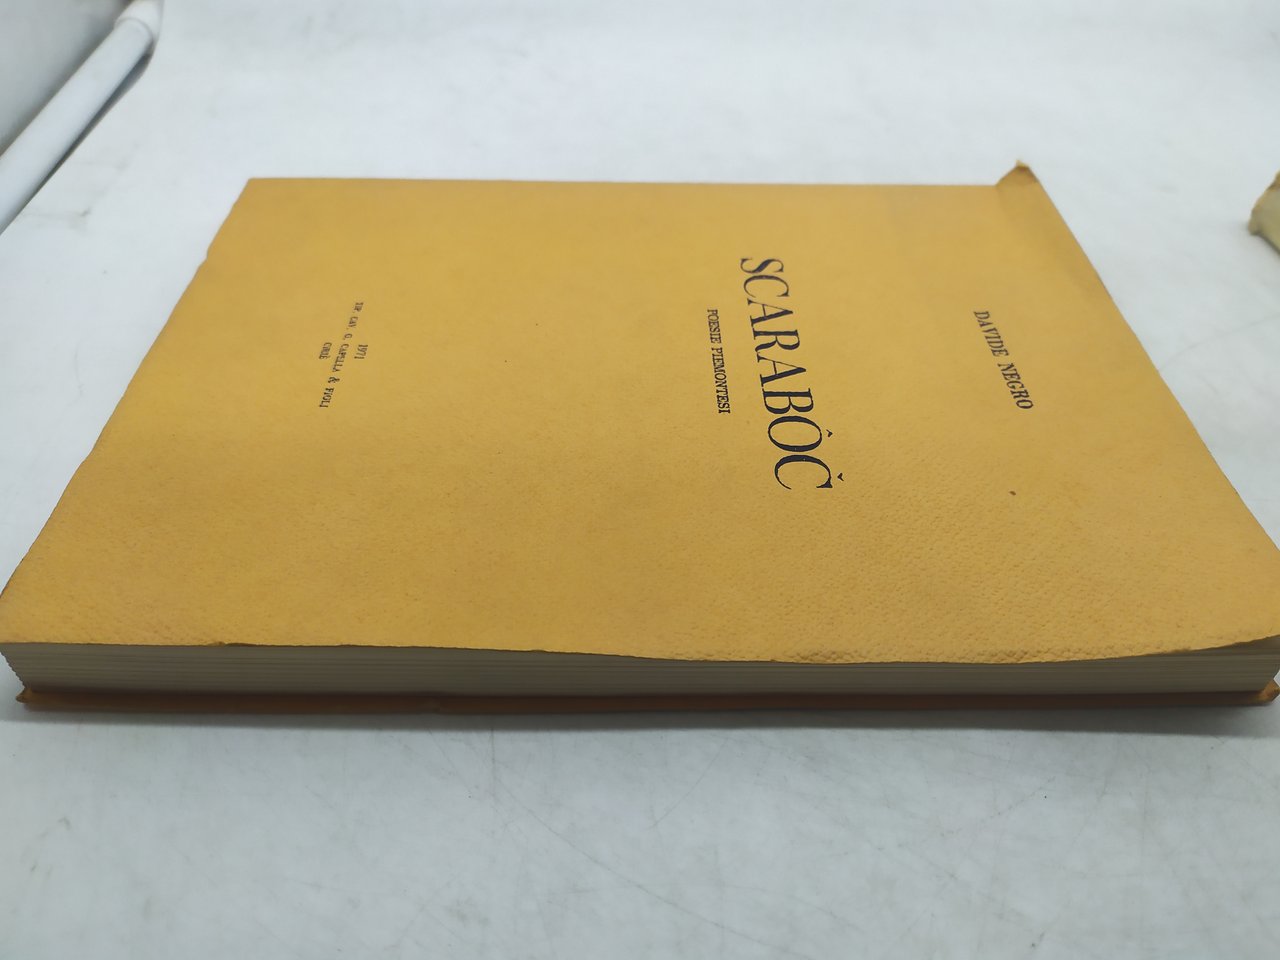 DAVIDE NEGRO
SCARABÔČ
POESIE PIEMONTESI
1971
TIP. CAV. G. CAPELLA & FIGLI
CIRIÈ